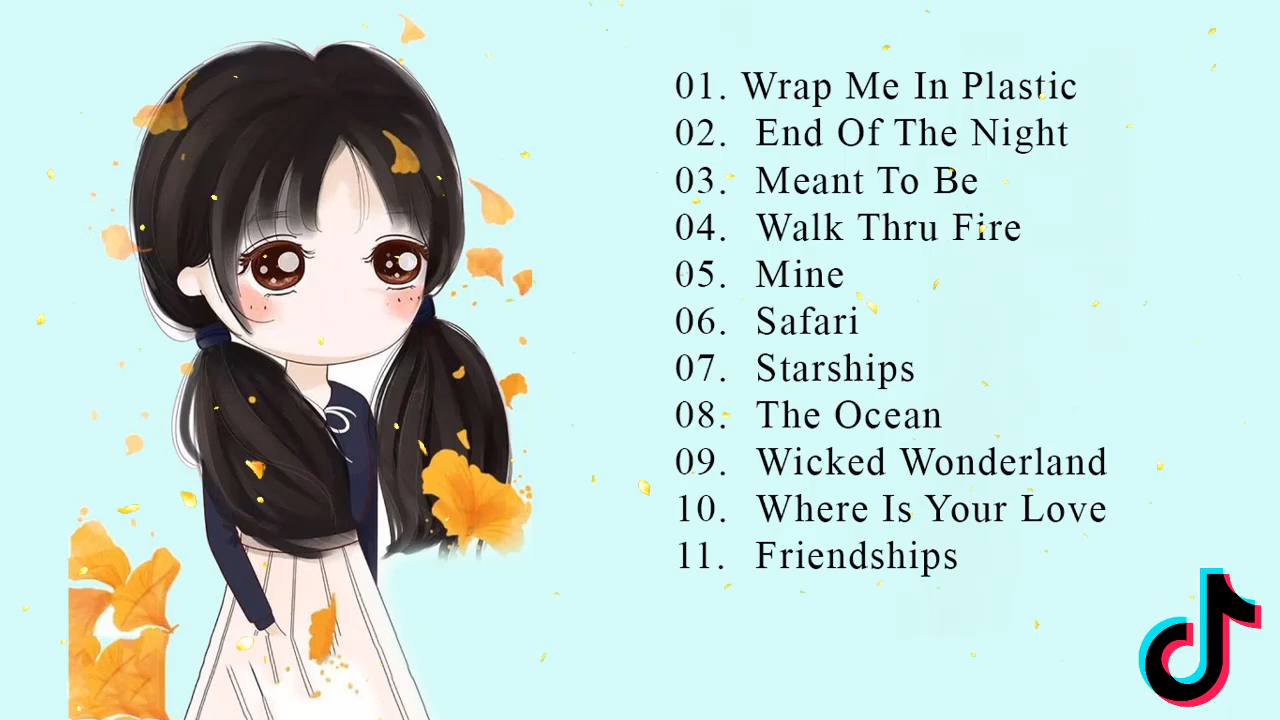 01. Wrap Me In Plastic
02. End Of The Night
03. Meant To Be
04. Walk Thru Fire
05. Mine
06. Safari
07. Starships
08. The Ocean
09. Wicked Wonderland
10. Where Is Your Love
11. Friendships